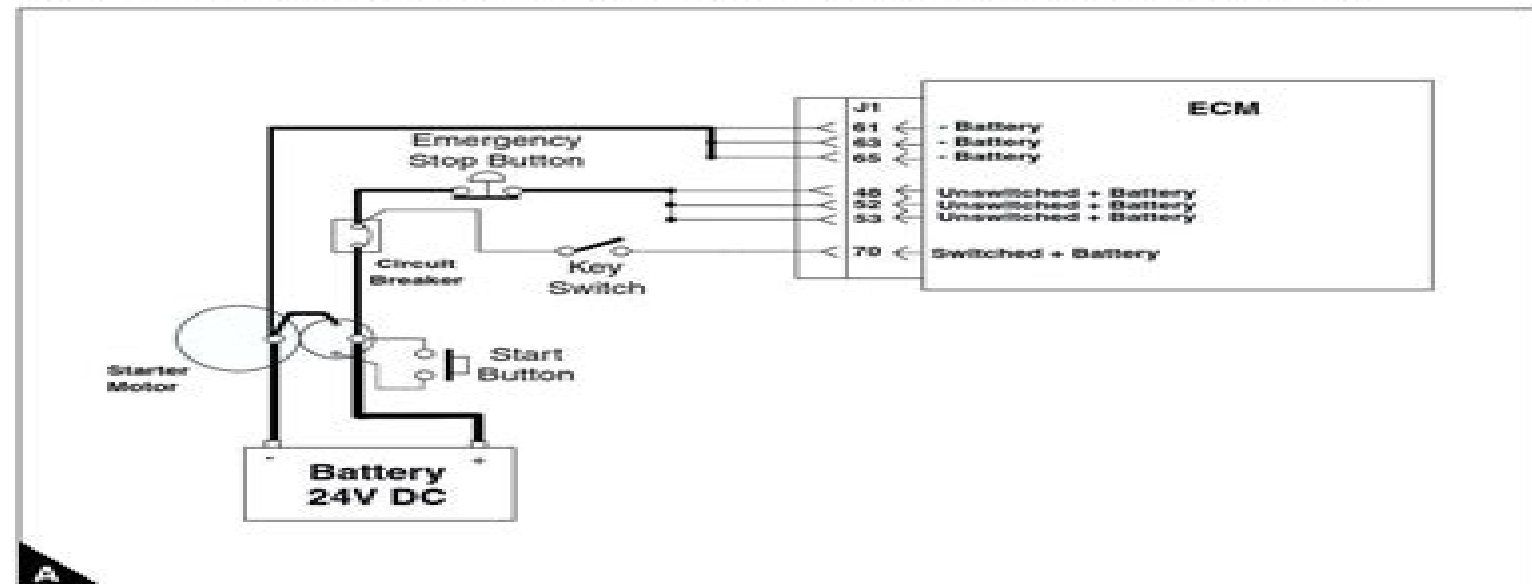 J1
ECM
61 - Battery
63 - Battery
65 - Battery
Emergency
Stop Button
48 Unswitched + Battery
52 Unswitched + Battery
53 Unswitched + Battery
70 Switched + Battery
Circuit
Breaker
Key
Switch
Starter
Motor
Start
Button
- +
Battery
24V DC
A